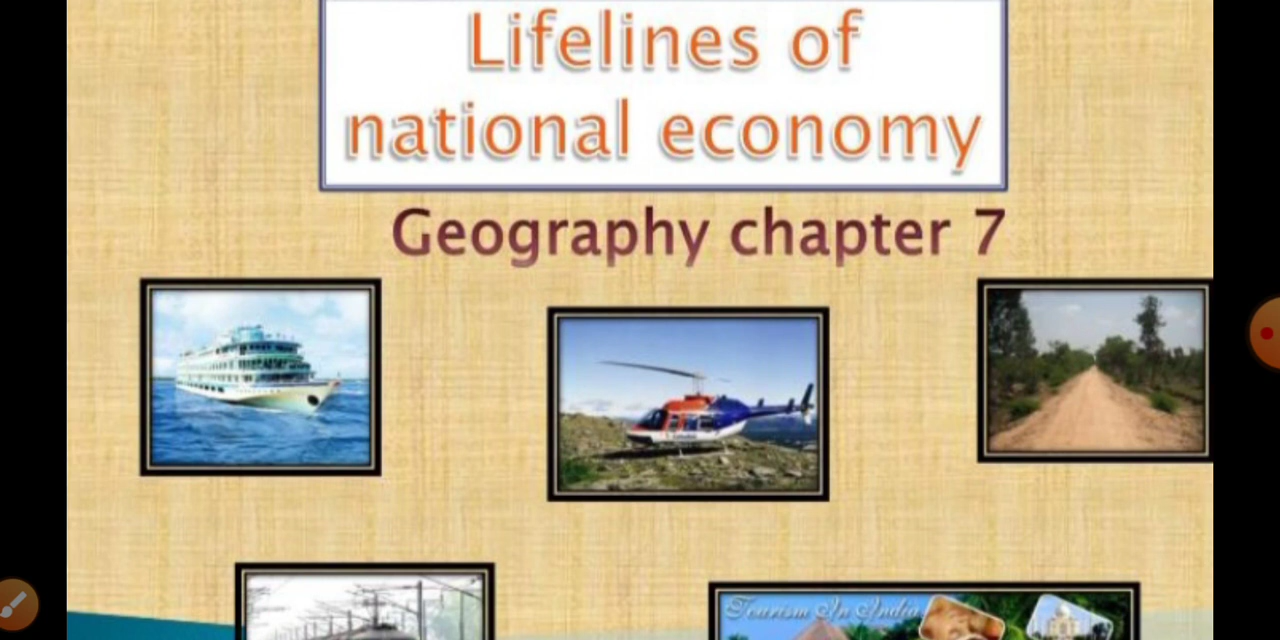 Lifelines of
national economy
Geography chapter 7
Tourism In India